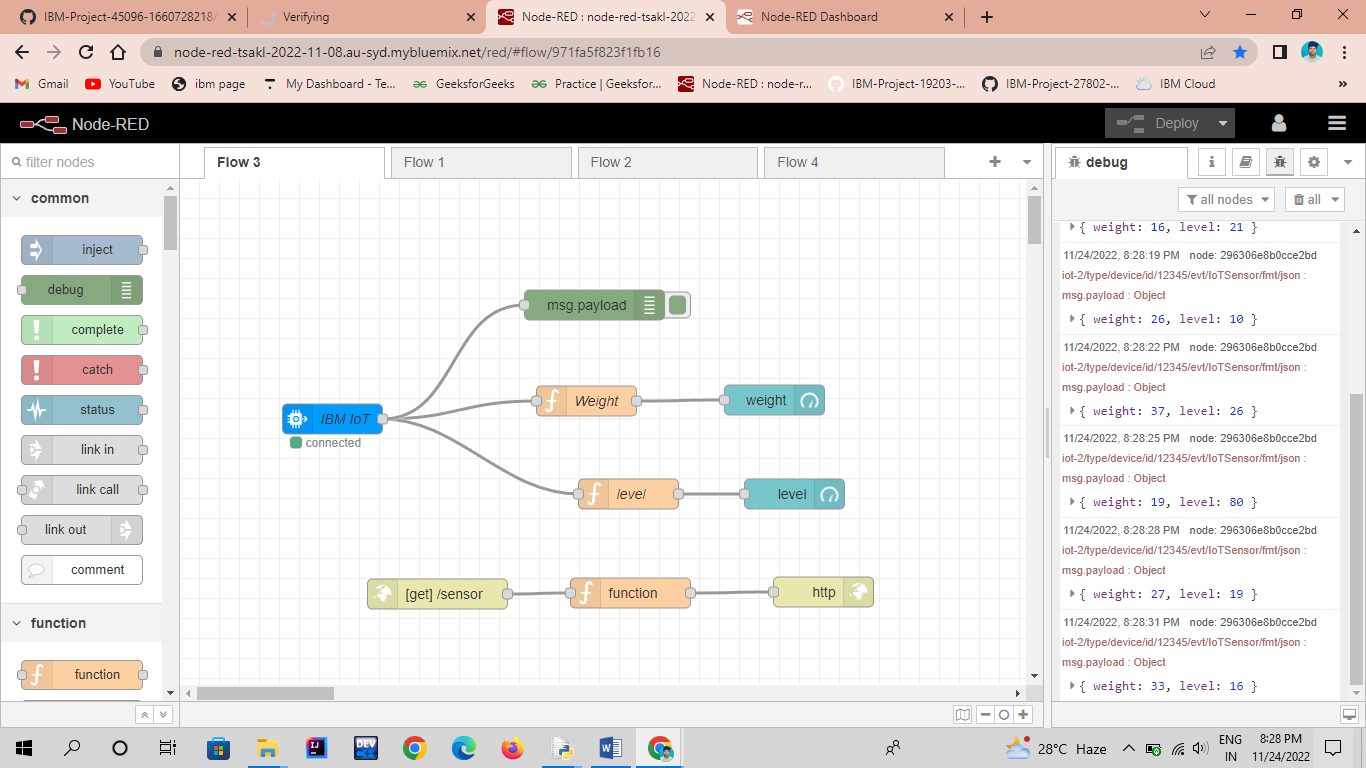 IBM-Project-45096-1660728218/
Verifying
Node-RED : node-red-tsakl-2022
Node-RED Dashboard
node-red-tsakl-2022-11-08.au-syd.mybluemix.net/red/#flow/971fa5f823f1fb16
Gmail YouTube ibm page My Dashboard - Te... GeeksforGeeks Practice | Geeksfor... Node-RED : node-r... IBM-Project-19203-... IBM-Project-27802-... IBM Cloud »
Node-RED
Deploy
filter nodes
Flow 3 Flow 1 Flow 2 Flow 4
debug
all nodes
all
common
inject
debug
complete
catch
status
link in
link call
link out
comment
function
function
msg.payload
IBM IoT
connected
Weight
weight
level
level
[get] /sensor
function
http
{ weight: 16, level: 21 }
11/24/2022, 8:28:19 PM node: 296306e8b0cce2bd
iot-2/type/device/id/12345/evt/IoTSensor/fmt/json :
msg.payload : Object
{ weight: 26, level: 10 }
11/24/2022, 8:28:22 PM node: 296306e8b0cce2bd
iot-2/type/device/id/12345/evt/IoTSensor/fmt/json :
msg.payload : Object
{ weight: 37, level: 26 }
11/24/2022, 8:28:25 PM node: 296306e8b0cce2bd
iot-2/type/device/id/12345/evt/IoTSensor/fmt/json :
msg.payload : Object
{ weight: 19, level: 80 }
11/24/2022, 8:28:28 PM node: 296306e8b0cce2bd
iot-2/type/device/id/12345/evt/IoTSensor/fmt/json :
msg.payload : Object
{ weight: 27, level: 19 }
11/24/2022, 8:28:31 PM node: 296306e8b0cce2bd
iot-2/type/device/id/12345/evt/IoTSensor/fmt/json :
msg.payload : Object
{ weight: 33, level: 16 }
IJ
DEV
W
28°C Haze
ENG
IN
8:28 PM
11/24/2022